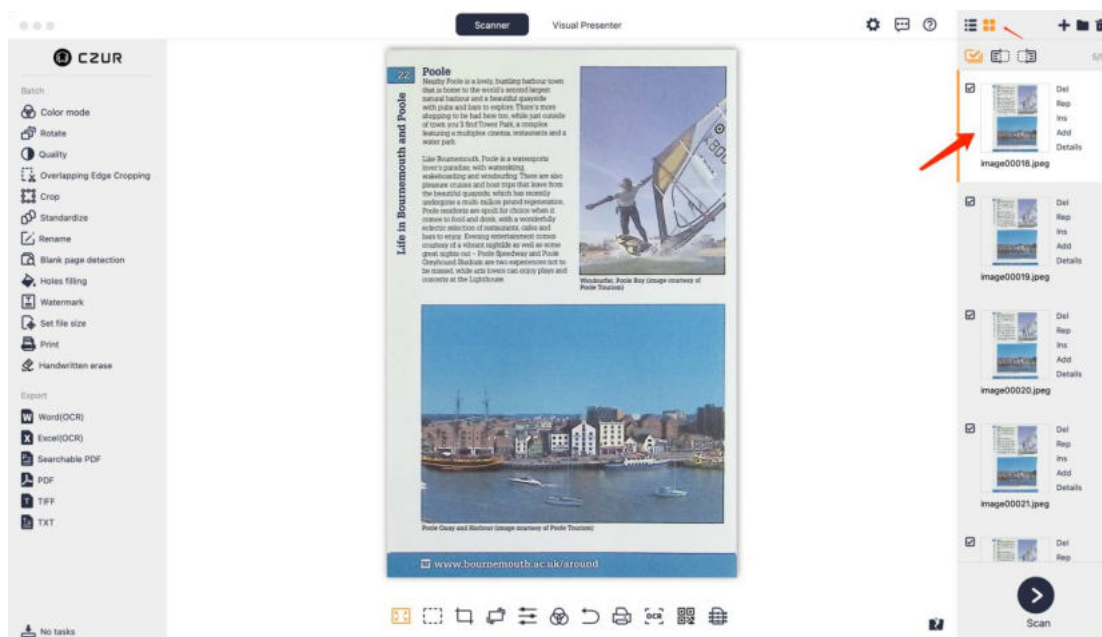 Scanner
Visual Presenter
CZUR
Batch
Color mode
Rotate
Quality
Overlapping Edge Cropping
Crop
Standardize
Rename
Blank page detection
Holes filling
Watermark
Set file size
Print
Handwritten erase
Export
W Word(OCR)
X Excel(OCR)
Searchable PDF
PDF
T TIFF
TXT
No tasks
22
Life in Bournemouth and Poole
Poole
Nearby Poole is a lively, bustling harbour town
that is home to the world's second largest
natural harbour and a beautiful quayside
with pubs and bars to explore. There's more
shopping to be had here too, while just outside
of town you'll find Tower Park, a complex
featuring a multiplex cinema, restaurants and a
water park.
Like Bournemouth, Poole is a watersports
lover's paradise, with waterskiing,
wakeboarding and windsurfing. There are also
pleasure cruises and boat trips that leave from
the beautiful quayside, which has recently
undergone a multi-million pound regeneration.
Poole residents are spoilt for choice when it
comes to food and drink, with a wonderfully
eclectic selection of restaurants, cafes and
bars to enjoy. Evening entertainment comes
courtesy of a vibrant nightlife as well as some
great nights out – Poole Speedway and Poole
Greyhound Stadium are two experiences not to
be missed, while arts lovers can enjoy plays and
concerts at the Lighthouse.
Windsurfer, Poole Bay (image courtesy of
Poole Tourism)
Poole Quay and Harbour (image courtesy of Poole Tourism)
www.bournemouth.ac.uk/around
OCR
Del
Rep
Ins
Add
Details
image00018.jpeg
Del
Rep
Ins
Add
Details
image00019.jpeg
Del
Rep
Ins
Add
Details
image00020.jpeg
Del
Rep
Ins
Add
Details
image00021.jpeg
Del
Rep
Scan